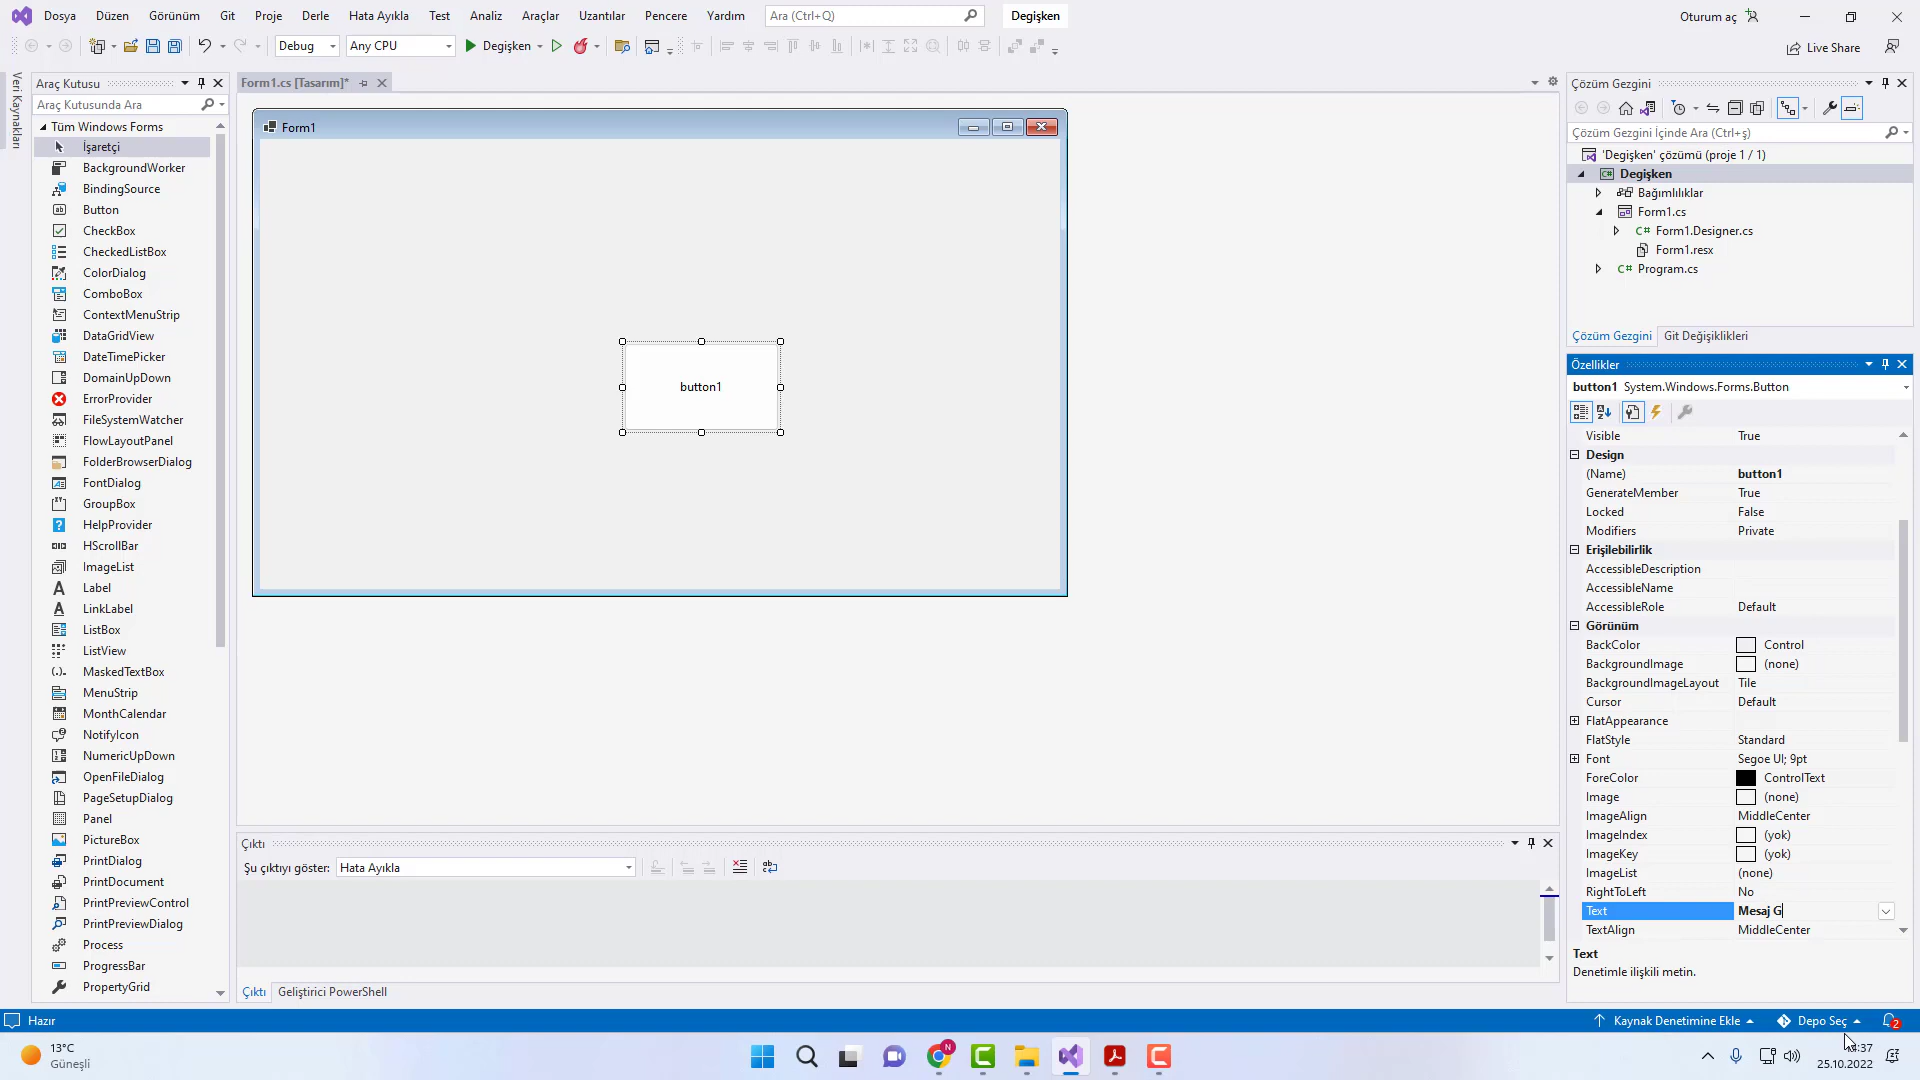 Dosya Düzen Görünüm Git Proje Derle Hata Ayıkla Test Analiz Araçlar Uzantılar Pencere Yardım Ara (Ctrl+Q) Degişken Oturum aç
Debug Any CPU Degişken Live Share
Veri Kaynakları
Araç Kutusu
Araç Kutusunda Ara
Tüm Windows Forms
İşaretçi
BackgroundWorker
BindingSource
Button
CheckBox
CheckedListBox
ColorDialog
ComboBox
ContextMenuStrip
DataGridView
DateTimePicker
DomainUpDown
ErrorProvider
FileSystemWatcher
FlowLayoutPanel
FolderBrowserDialog
FontDialog
GroupBox
HelpProvider
HScrollBar
ImageList
Label
LinkLabel
ListBox
ListView
MaskedTextBox
MenuStrip
MonthCalendar
NotifyIcon
NumericUpDown
OpenFileDialog
PageSetupDialog
Panel
PictureBox
PrintDialog
PrintDocument
PrintPreviewControl
PrintPreviewDialog
Process
ProgressBar
PropertyGrid
Form1.cs [Tasarım]*
Form1
button1
Çıktı
Şu çıktıyı göster: Hata Ayıkla
Çıktı Geliştirici PowerShell
Çözüm Gezgini
Çözüm Gezgini İçinde Ara (Ctrl+ş)
'Degişken' çözümü (proje 1 / 1)
Degişken
Bağımlılıklar
Form1.cs
Form1.Designer.cs
Form1.resx
Program.cs
Çözüm Gezgini Git Değişiklikleri
Özellikler
button1 System.Windows.Forms.Button
Visible True
Design
(Name) button1
GenerateMember True
Locked False
Modifiers Private
Erişilebilirlik
AccessibleDescription
AccessibleName
AccessibleRole Default
Görünüm
BackColor Control
BackgroundImage (none)
BackgroundImageLayout Tile
Cursor Default
FlatAppearance
FlatStyle Standard
Font Segoe UI; 9pt
ForeColor ControlText
Image (none)
ImageAlign MiddleCenter
ImageIndex (yok)
ImageKey (yok)
ImageList (none)
RightToLeft No
Text Mesaj G
TextAlign MiddleCenter
Text
Denetimle ilişkili metin.
Hazır Kaynak Denetimine Ekle Depo Seç 2
13°C
Güneşli
25.10.2022